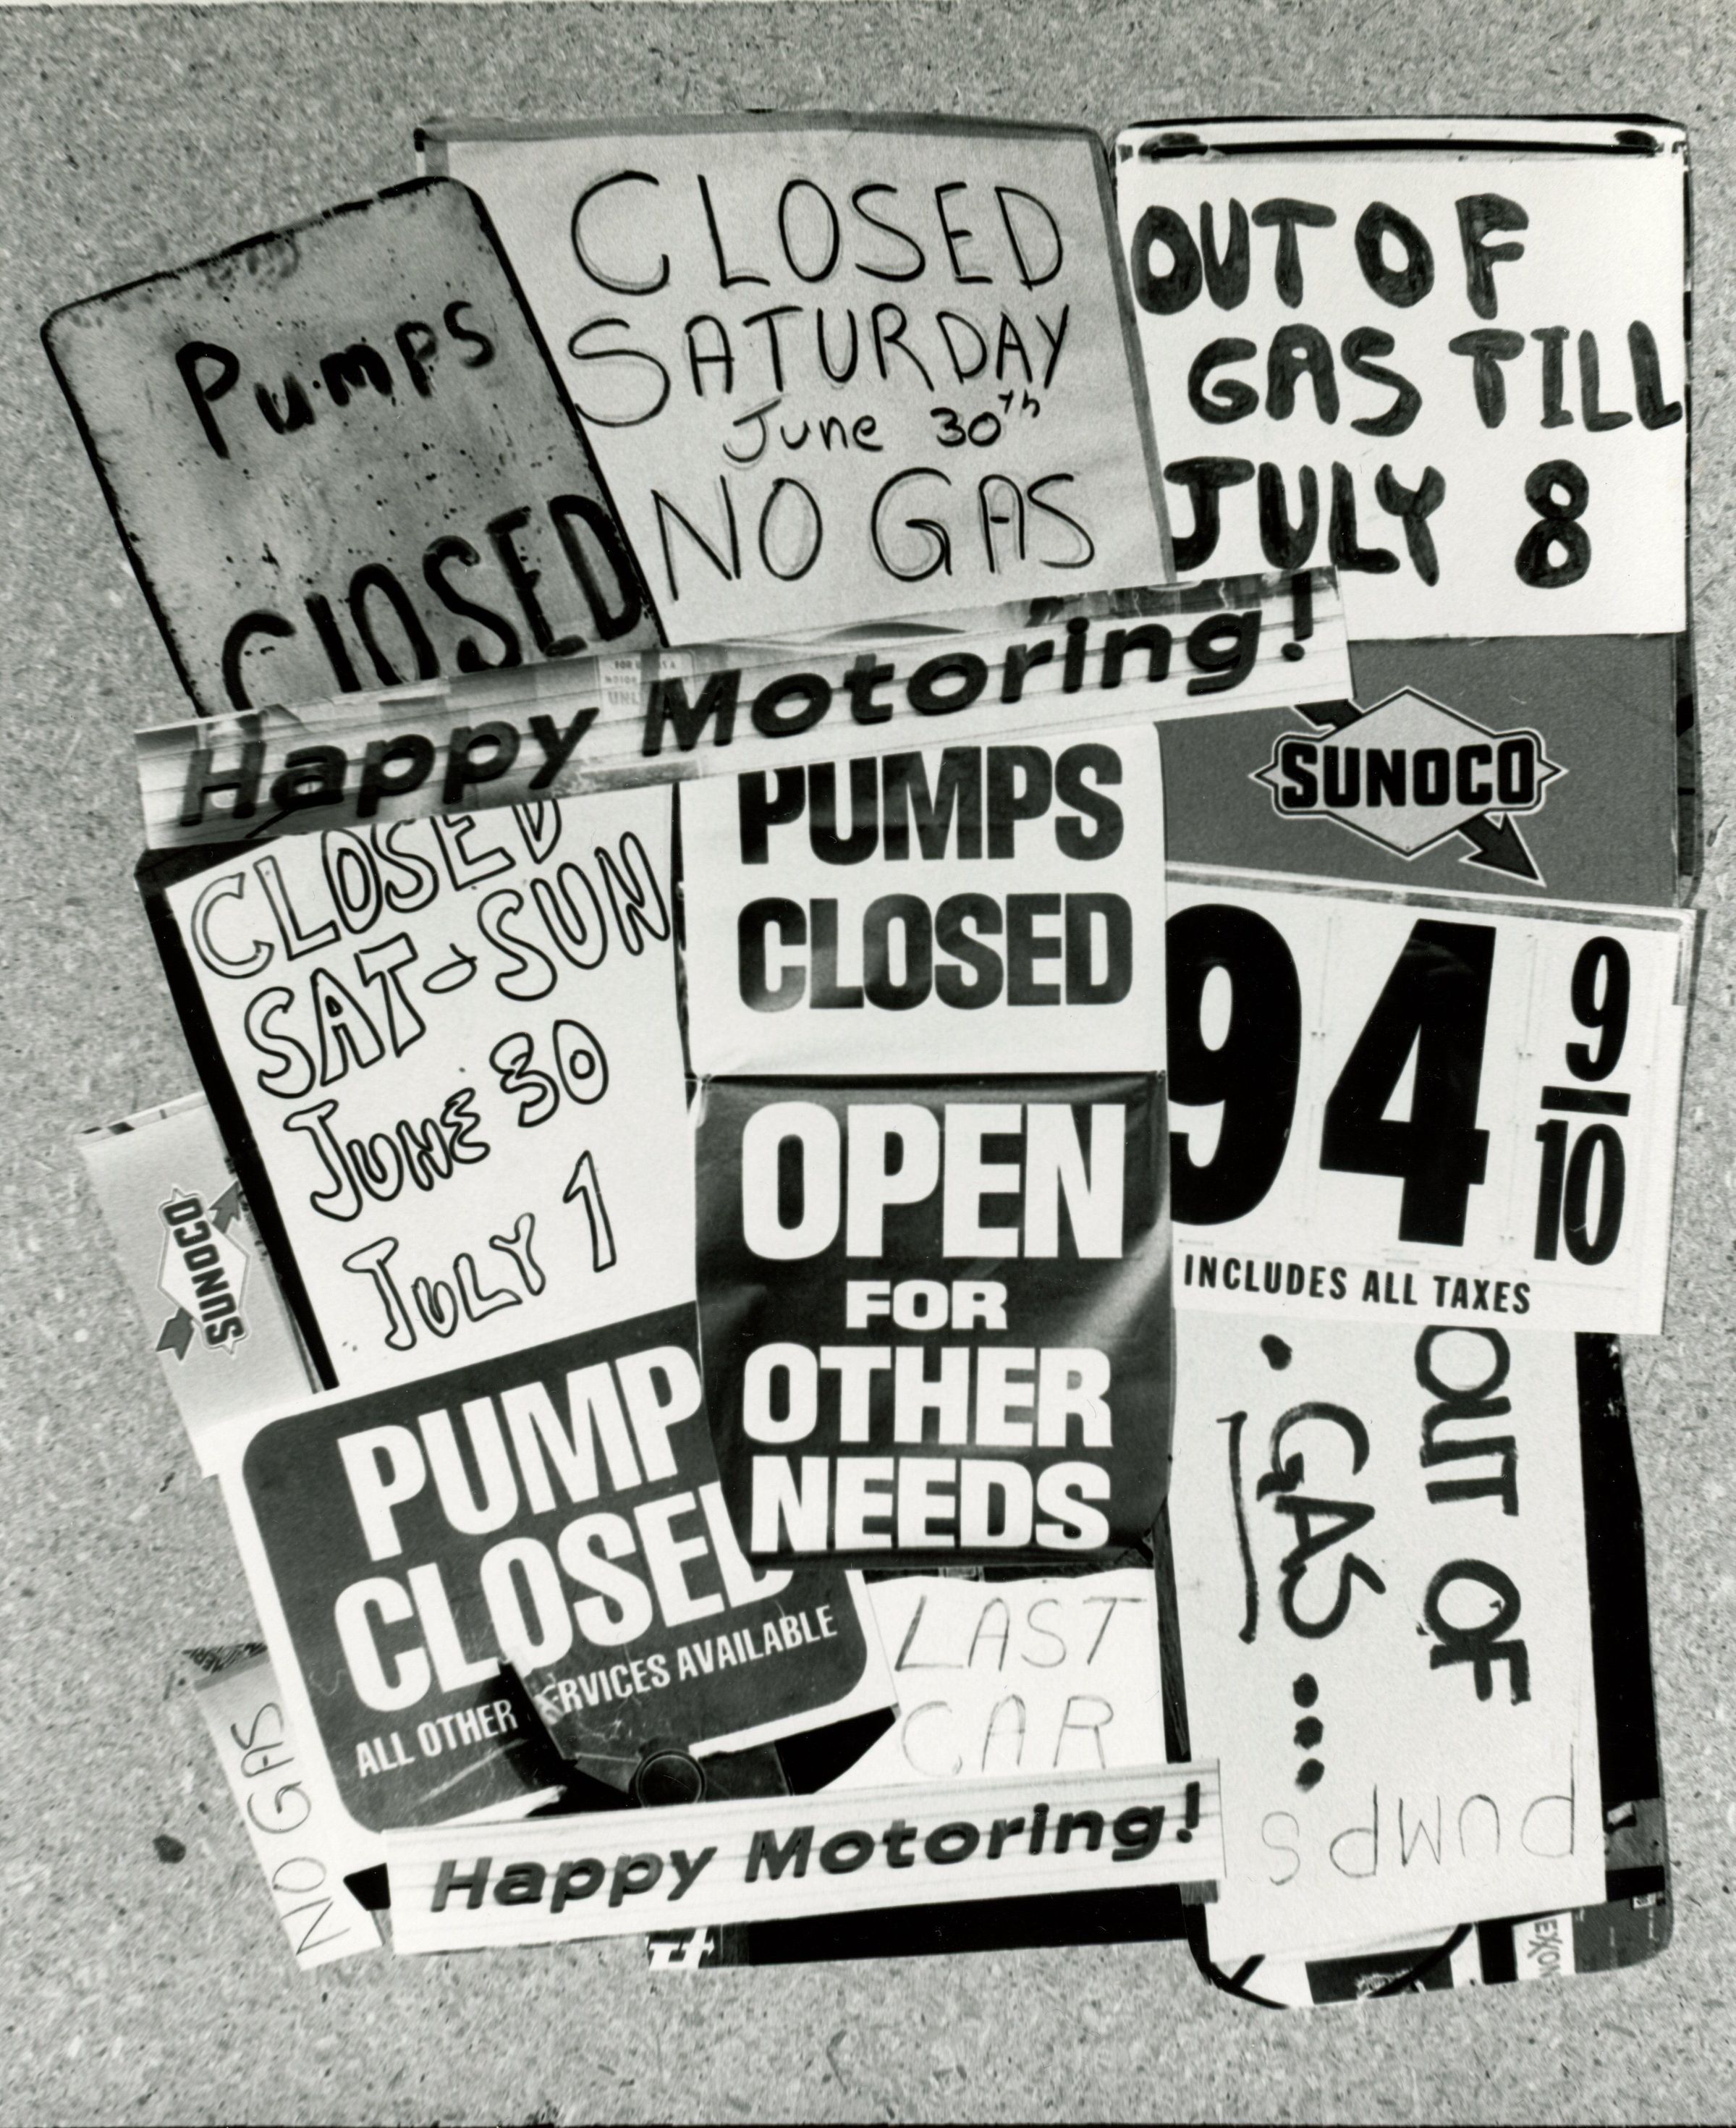 Pumps
CLOSED
CLOSED
SATURDAY
June 30th
NO GAS
OUT OF
GAS TILL
JULY 8
Happy Motoring!
SUNOCO
CLOSED
SAT-SUN
JUNE 30
JULY 1
PUMPS
CLOSED
94 9/10
INCLUDES ALL TAXES
OPEN
FOR
OTHER
NEEDS
SUNOCO
PUMP
CLOSED
ALL OTHER SERVICES AVAILABLE
OUT OF
. GAS...
LAST
CAR
PUMPS
NO GAS
Happy Motoring!
EXXON